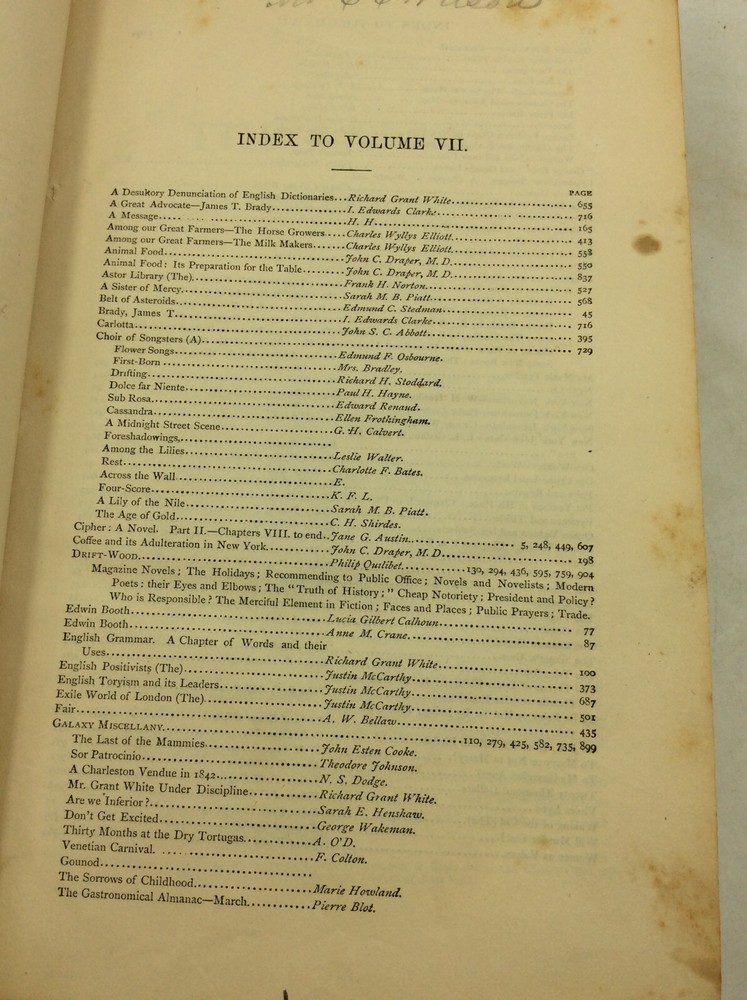 INDEX TO VOLUME VII.
PAGE
A Desultory Denunciation of English Dictionaries...Richard Grant White.......... 655
A Great Advocate—James T. Brady..........I. Edwards Clarke.......... 716
A Message..........H. H.......... 165
Among our Great Farmers—The Horse Growers.....Charles Wyllys Elliott.......... 413
Among our Great Farmers—The Milk Makers......Charles Wyllys Elliott.......... 558
Animal Food..........John C. Draper, M. D.......... 550
Animal Food: Its Preparation for the Table........John C. Draper, M. D.......... 837
Astor Library (The)..........Frank H. Norton.......... 527
A Sister of Mercy..........Sarah M. B. Piatt.......... 568
Belt of Asteroids..........Edmund C. Stedman.......... 45
Brady, James T..........I. Edwards Clarke.......... 716
Carlotta..........John S. C. Abbott.......... 395
Choir of Songsters (A).......... 729
Flower Songs..........Edmund F. Osbourne.
First-Born..........Mrs. Bradley.
Drifting..........Richard H. Stoddard.
Dolce far Niente..........Paul H. Hayne.
Sub Rosa..........Edward Renaud.
Cassandra..........Ellen Frothingham.
A Midnight Street Scene..........G. H. Calvert.
Foreshadowings,..........
Among the Lilies..........Leslie Walter.
Rest..........Charlotte F. Bates.
Across the Wall..........E.
Four-Score..........K. F. L.
A Lily of the Nile..........Sarah M. B. Piatt.
The Age of Gold..........C. H. Shirdes.
Cipher: A Novel. Part II.—Chapters VIII. to end..Jane G. Austin.......... 5, 248, 449, 607
Coffee and its Adulteration in New York..........John C. Draper, M. D.......... 198
DRIFT-WOOD..........Philip Quilibet..........130, 294, 436, 595, 759, 904
Magazine Novels; The Holidays; Recommending to Public Office; Novels and Novelists; Modern
Poets: their Eyes and Elbows; The "Truth of History;" Cheap Notoriety; President and Policy?
Who is Responsible? The Merciful Element in Fiction; Faces and Places; Public Prayers; Trade.
Edwin Booth..........Lucia Gilbert Calhoun.......... 77
Edwin Booth..........Anne M. Crane.......... 87
English Grammar. A Chapter of Words and their
Uses..........Richard Grant White.......... 100
English Positivists (The)..........Justin McCarthy.......... 373
English Toryism and its Leaders..........Justin McCarthy.......... 687
Exile World of London (The)..........Justin McCarthy.......... 501
Fair..........A. W. Bellaw.......... 435
GALAXY MISCELLANY..........110, 279, 425, 582, 735, 899
The Last of the Mammies..........John Esten Cooke.
Sor Patrocinio..........Theodore Johnson.
A Charleston Vendue in 1842..........N. S. Dodge.
Mr. Grant White Under Discipline..........Richard Grant White.
Are we Inferior?..........Sarah E. Henshaw.
Don't Get Excited..........George Wakeman.
Thirty Months at the Dry Tortugas..........A. O'D.
Venetian Carnival..........F. Colton.
Gounod..........
The Sorrows of Childhood..........Marie Howland.
The Gastronomical Almanac—March..........Pierre Blot.